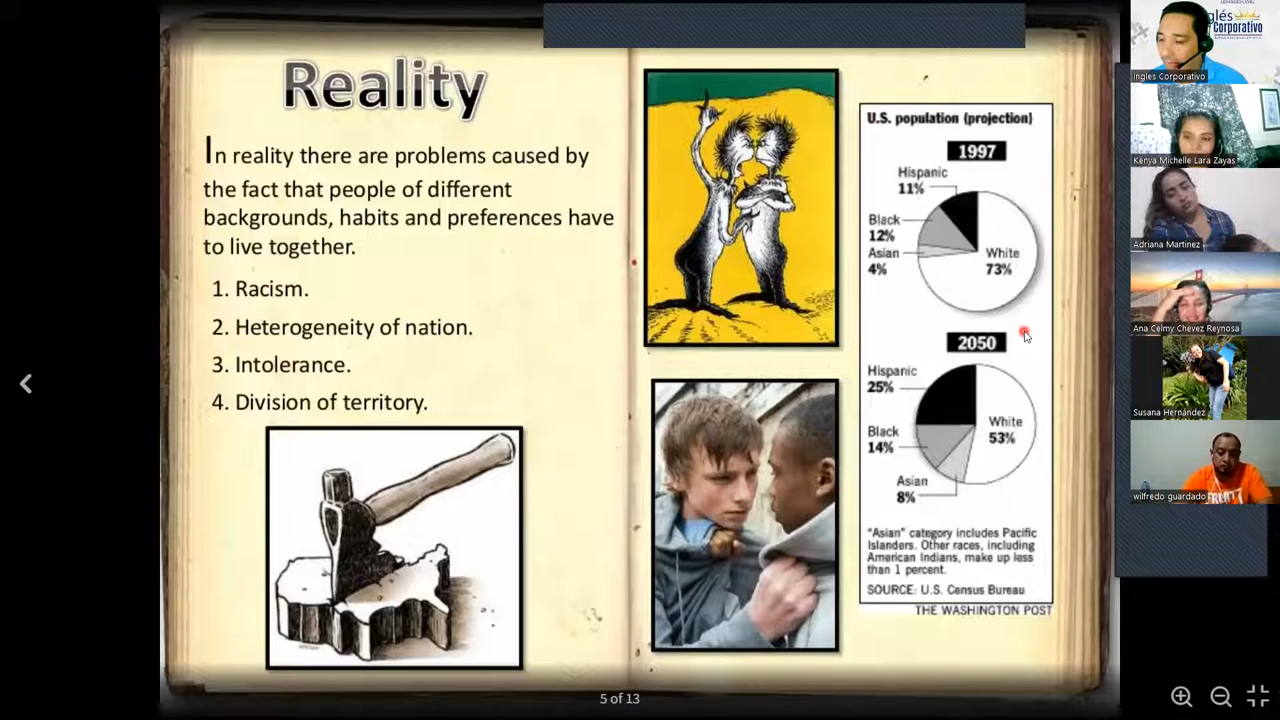 Reality
In reality there are problems caused by
the fact that people of different
backgrounds, habits and preferences have
to live together.
1. Racism.
2. Heterogeneity of nation.
3. Intolerance.
4. Division of territory.
U.S. population (projection)
1997
Hispanic
11%
Black
12%
Asian
4%
White
73%
2050
Hispanic
25%
Black
14%
Asian
8%
White
53%
"Asian" category includes Pacific
Islanders. Other races, including
American Indians, make up less
than 1 percent.
SOURCE: U.S. Census Bureau
THE WASHINGTON POST
5 of 13
glés
Corporativo
Ingles Corporativo
Kenya Michelle Lara Zayas
Adriana Martinez
Ana Celmy Chevez Reynosa
Susana Hernández
wilfredo guardado